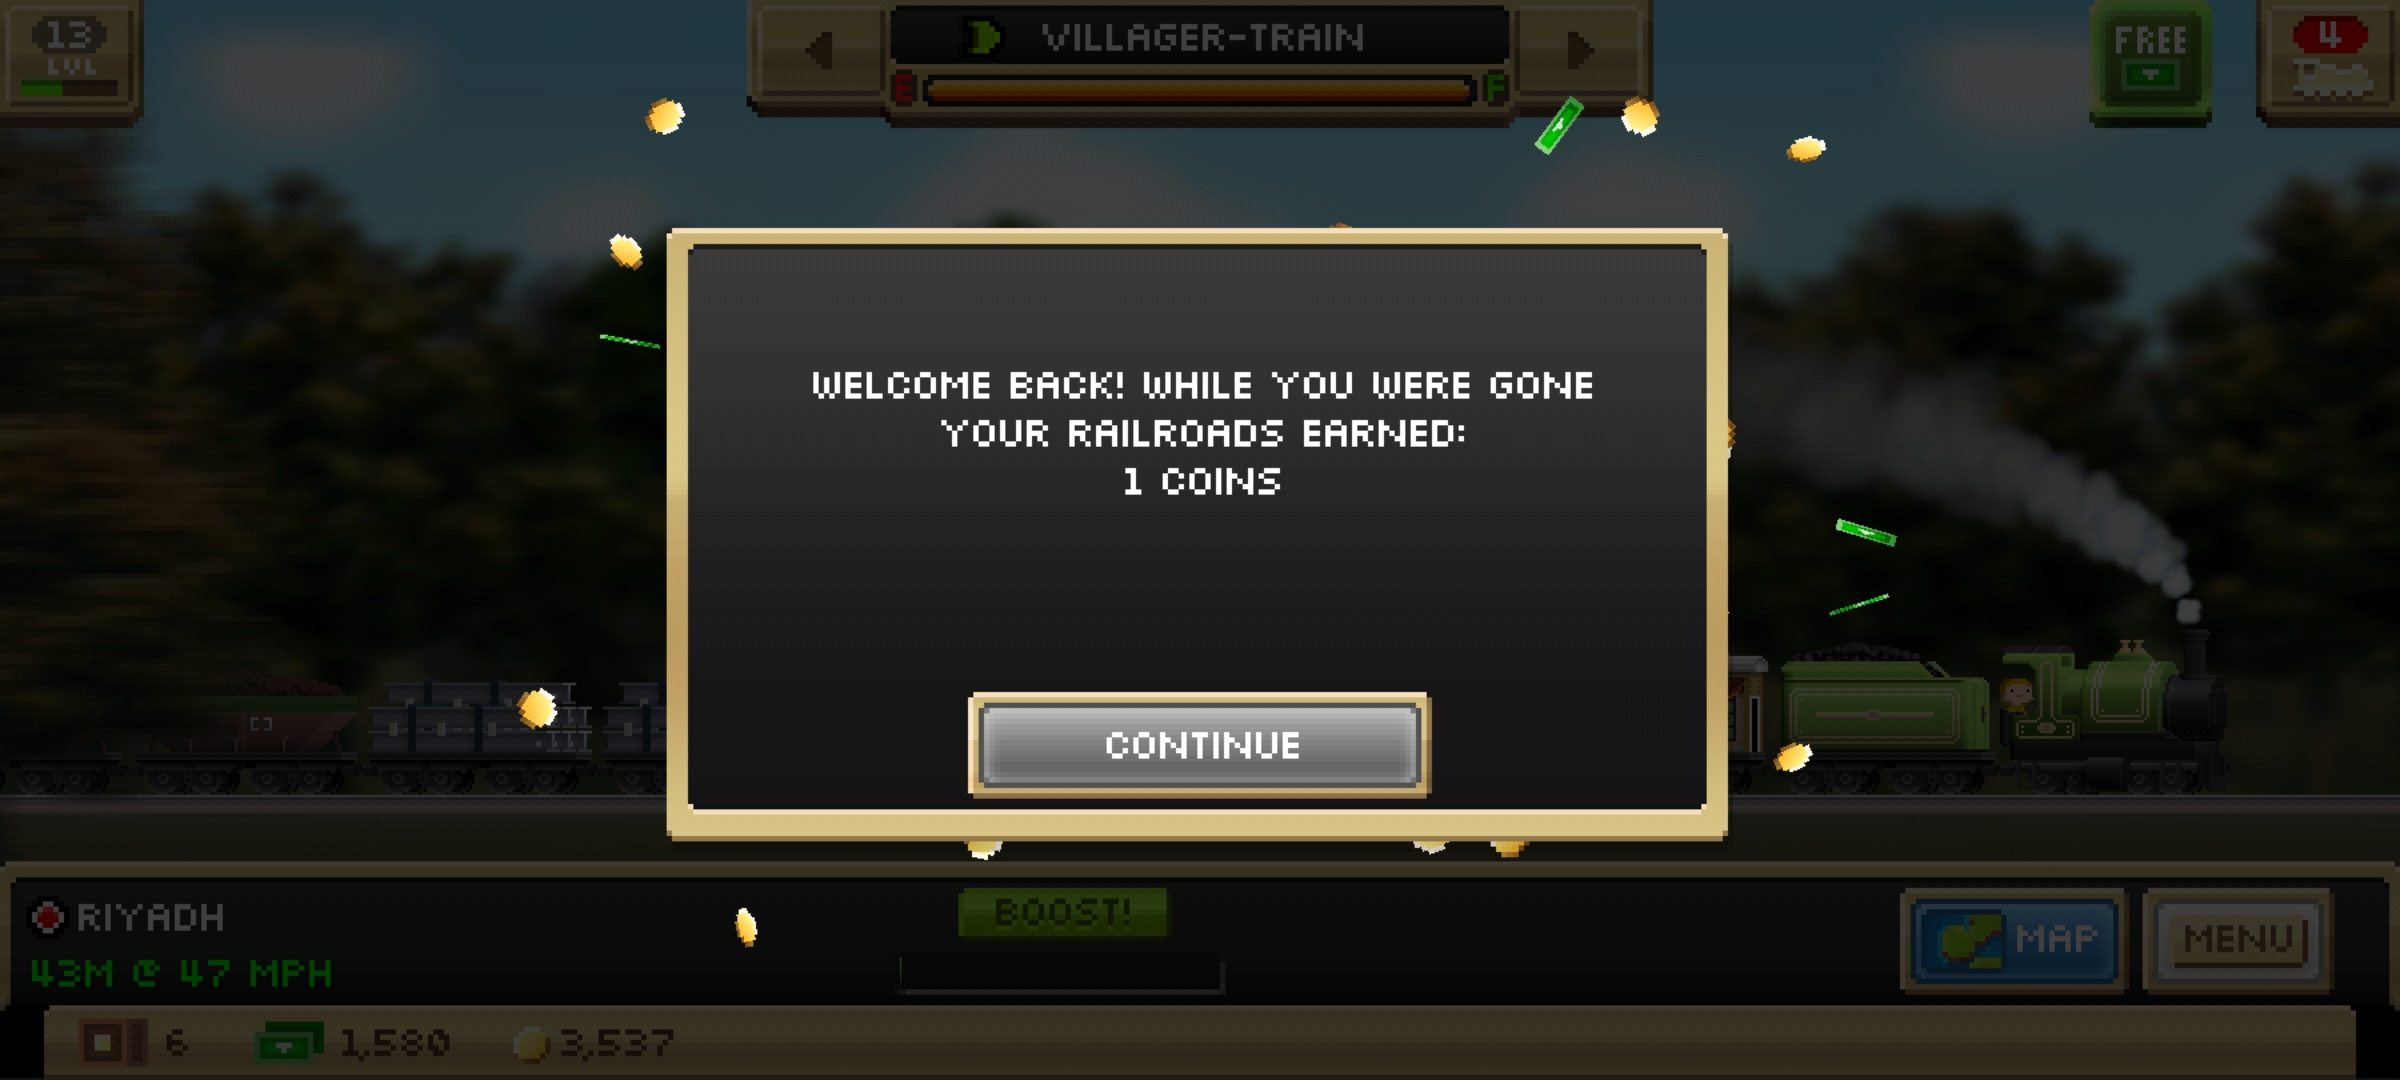 13
LVL
VILLAGER-TRAIN
E
F
FREE
4
WELCOME BACK! WHILE YOU WERE GONE
YOUR RAILROADS EARNED:
1 COINS
CONTINUE
RIYADH
43M @ 47 MPH
BOOST!
MAP
MENU
6
1,580
3,537